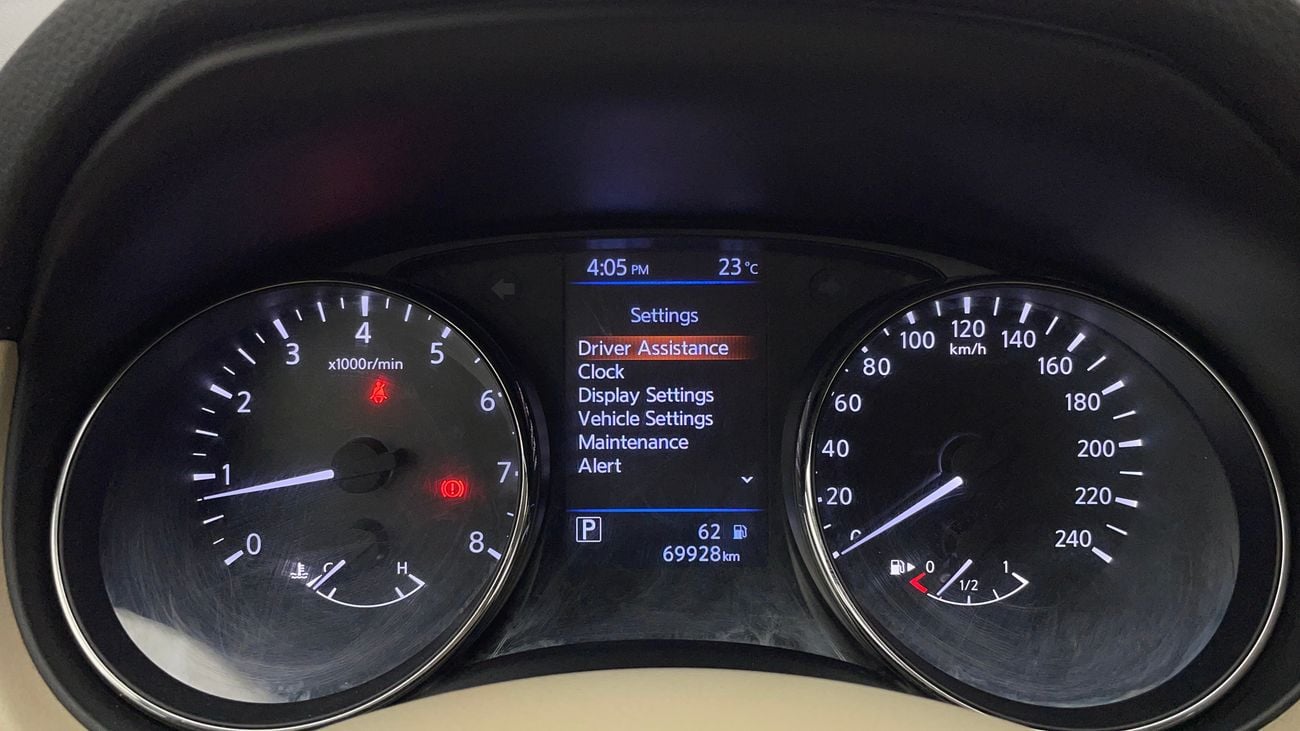 4:05 PM 23°C
Settings
Driver Assistance
Clock
Display Settings
Vehicle Settings
Maintenance
Alert
P 62
69928 km
0 1 2 3 4 5 6 7 8
x1000r/min
C H
0 20 40 60 80 100 120 140 160 180 200 220 240
km/h
0 1/2 1